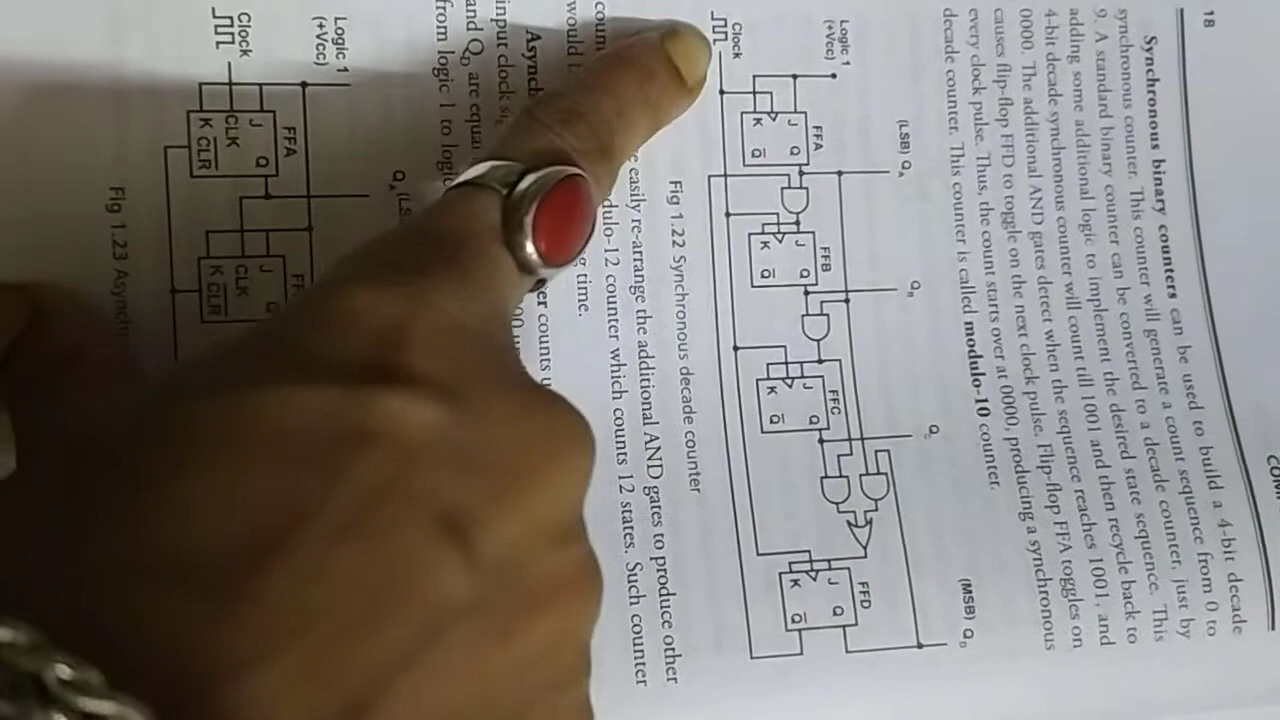 18
COM
Synchronous binary counters can be used to build a 4-bit decade
synchronous counter. This counter will generate a count sequence from 0 to
9. A standard binary counter can be converted to a decade counter, just by
adding some additional logic to implement the desired state sequence. This
4-bit decade synchronous counter will count till 1001 and then recycle back to
0000. The additional AND gates detect when the sequence reaches 1001, and
causes flip-flop FFD to toggle on the next clock pulse. Flip-flop FFA toggles on
every clock pulse. Thus, the count starts over at 0000, producing a synchronous
decade counter. This counter is called modulo-10 counter.
(LSB) QA QB QC (MSB) QD
Logic 1
(+Vcc)
FFA FFB FFC FFD
J Q J Q J Q J Q
K Q̅ K Q̅ K Q̅ K Q̅
Clock
Fig 1.22 Synchronous decade counter
easily re-arrange the additional AND gates to produce other
dulo-12 counter which counts 12 states. Such counter
would
time.
Asynch er counts u
input clock
and QD are equa
from logic 1 to logic
QA (LS
Logic 1
(+Vcc)
FFA FF
J Q J Q
CLK CLK
K CLR K CLR
Clock
Fig 1.23 Asynchr